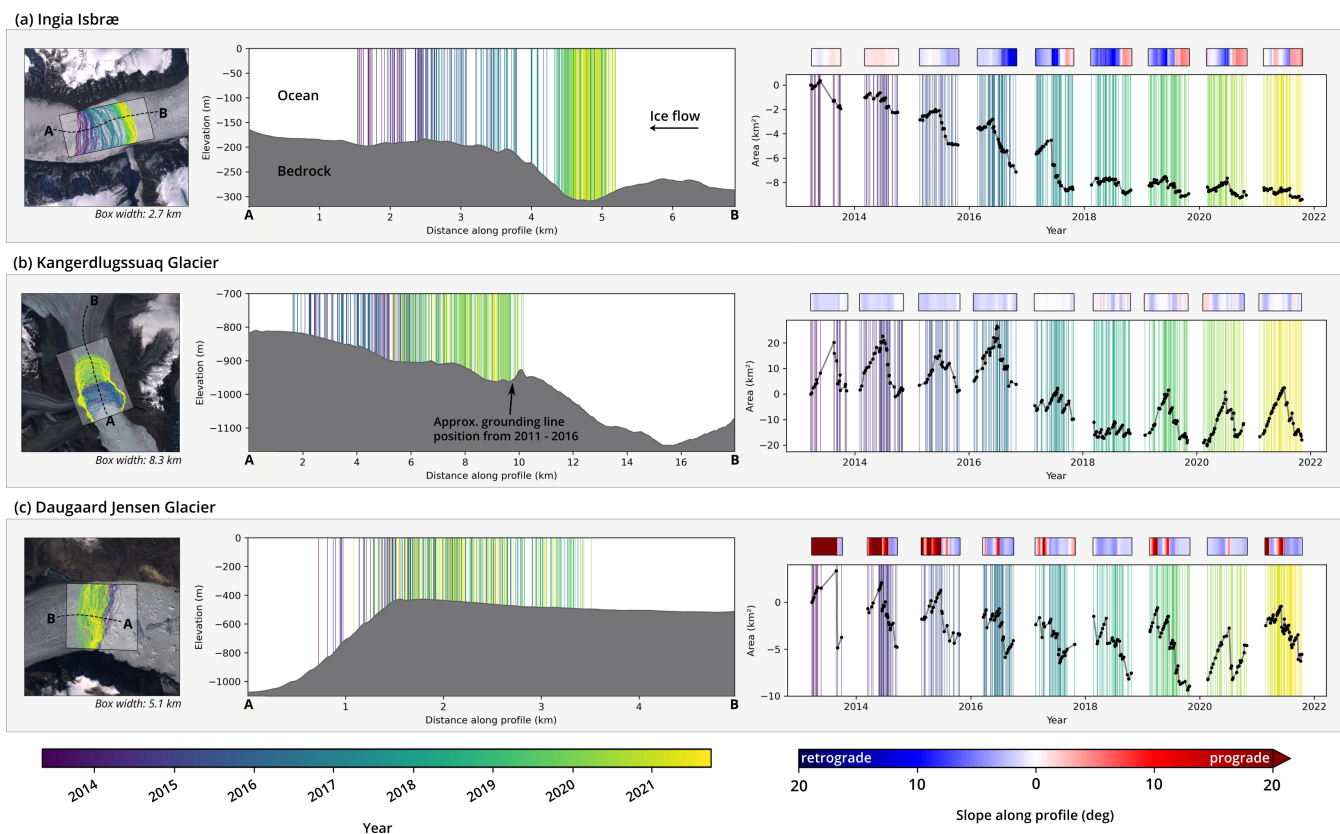 (a) Ingia Isbræ
A
B
Box width: 2.7 km
Elevation (m)
0
−50
−100
−150
−200
−250
−300
Ocean
Bedrock
Ice flow
A
1
2
3
4
5
6
B
Distance along profile (km)
Area (km²)
0
−2
−4
−6
−8
2014
2016
2018
2020
2022
Year
(b) Kangerdlugssuaq Glacier
B
A
Box width: 8.3 km
Elevation (m)
−700
−800
−900
−1000
−1100
Approx. grounding line
position from 2011 - 2016
A
2
4
6
8
10
12
14
16
B
Distance along profile (km)
Area (km²)
20
10
0
−10
−20
2014
2016
2018
2020
2022
Year
(c) Daugaard Jensen Glacier
B
A
Box width: 5.1 km
Elevation (m)
0
−200
−400
−600
−800
−1000
A
1
2
3
4
B
Distance along profile (km)
Area (km²)
0
−5
−10
2014
2016
2018
2020
2022
Year
2014
2015
2016
2017
2018
2019
2020
2021
Year
retrograde
prograde
20
10
0
10
20
Slope along profile (deg)